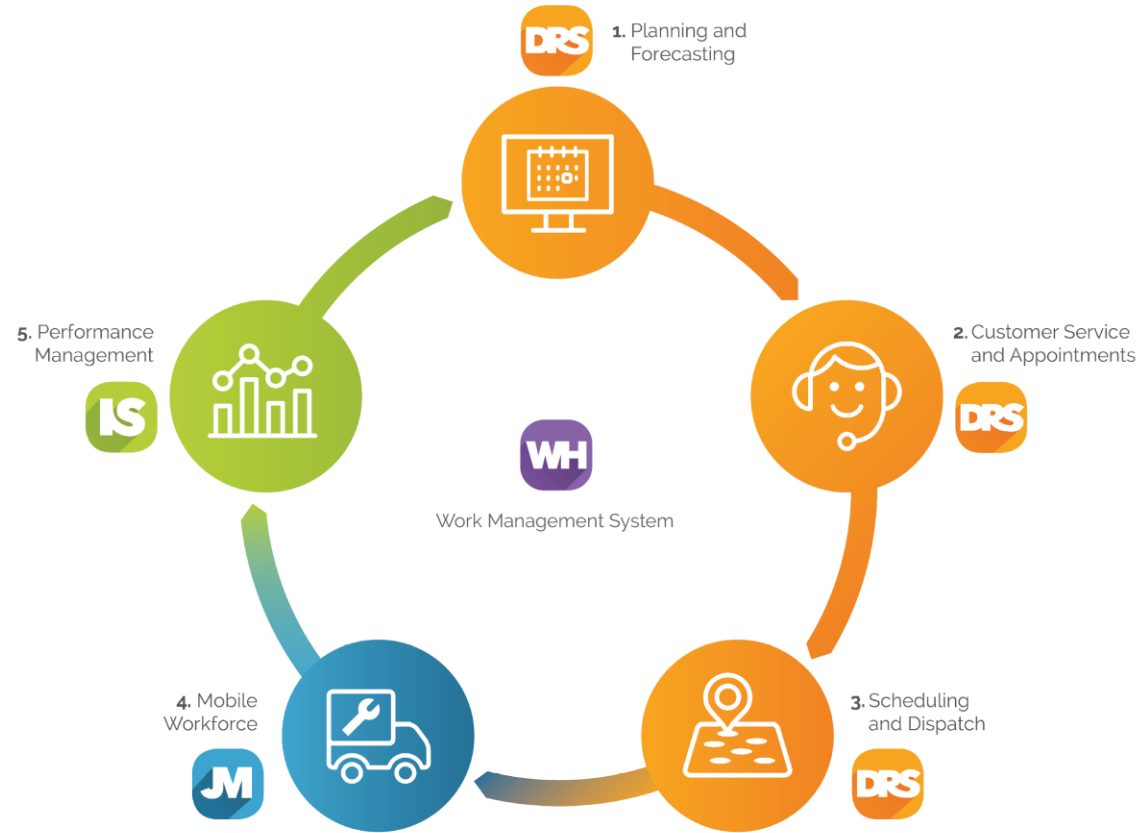 DRS
1. Planning and
Forecasting
2. Customer Service
and Appointments
DRS
3. Scheduling
and Dispatch
DRS
4. Mobile
Workforce
JM
5. Performance
Management
IS
WH
Work Management System